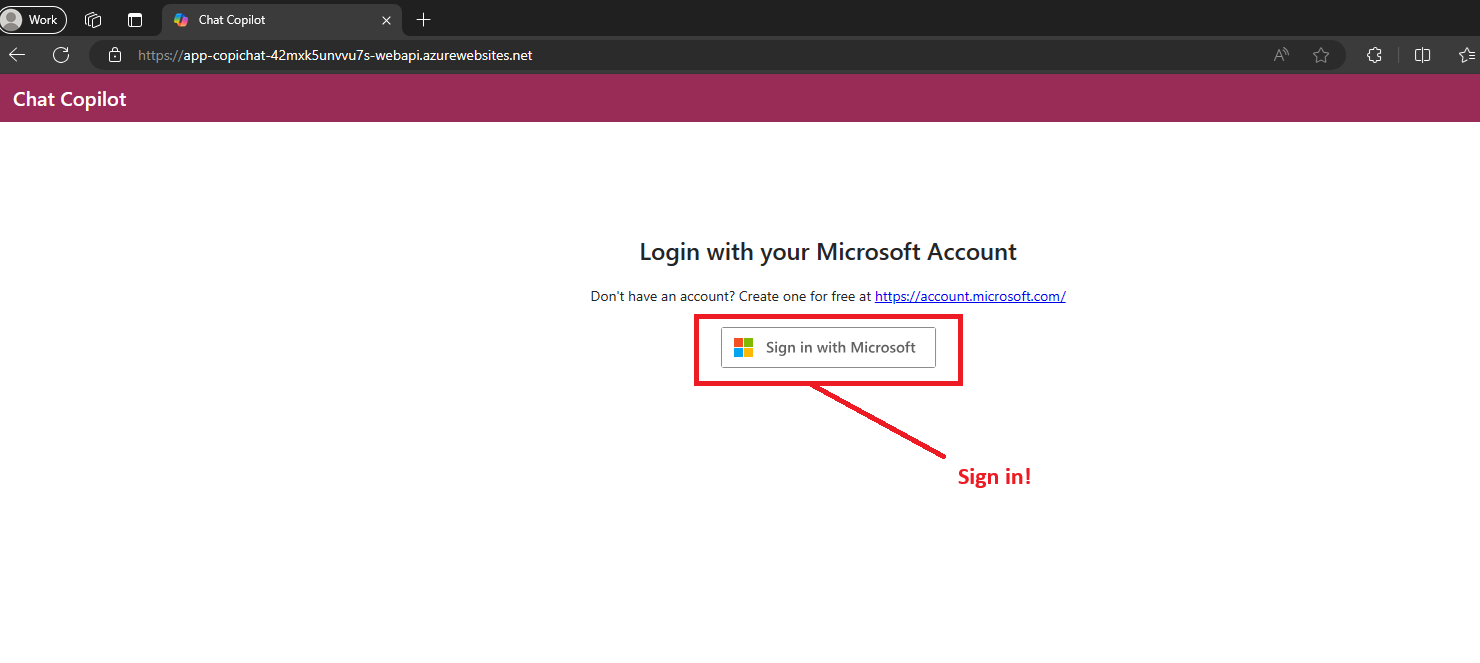 Work
Chat Copilot
https://app-copichat-42mxk5unvvu7s-webapi.azurewebsites.net
Chat Copilot
Login with your Microsoft Account
Don't have an account? Create one for free at https://account.microsoft.com/
Sign in with Microsoft
Sign in!